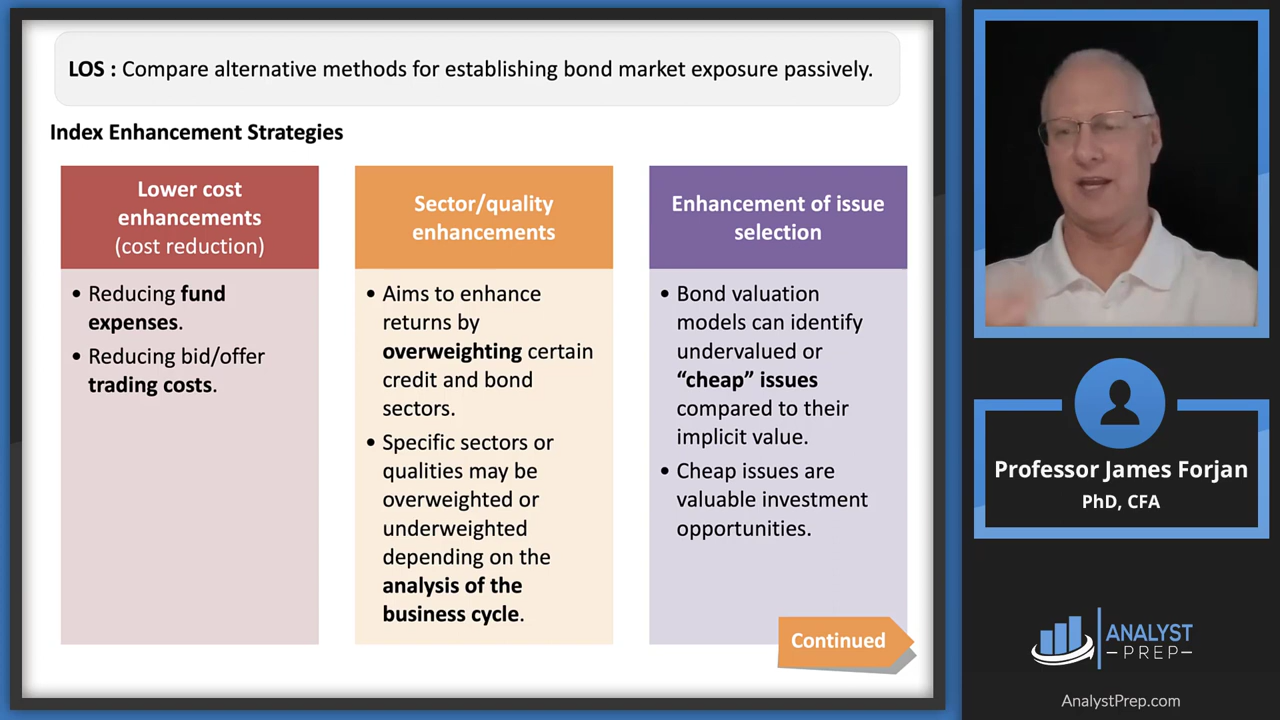 LOS : Compare alternative methods for establishing bond market exposure passively.
Index Enhancement Strategies
Lower cost
enhancements
(cost reduction)
• Reducing fund
expenses.
• Reducing bid/offer
trading costs.
Sector/quality
enhancements
• Aims to enhance
returns by
overweighting certain
credit and bond
sectors.
• Specific sectors or
qualities may be
overweighted or
underweighted
depending on the
analysis of the
business cycle.
Enhancement of issue
selection
• Bond valuation
models can identify
undervalued or
“cheap” issues
compared to their
implicit value.
• Cheap issues are
valuable investment
opportunities.
Continued
Professor James Forjan
PhD, CFA
ANALYST
–PREP–
AnalystPrep.com